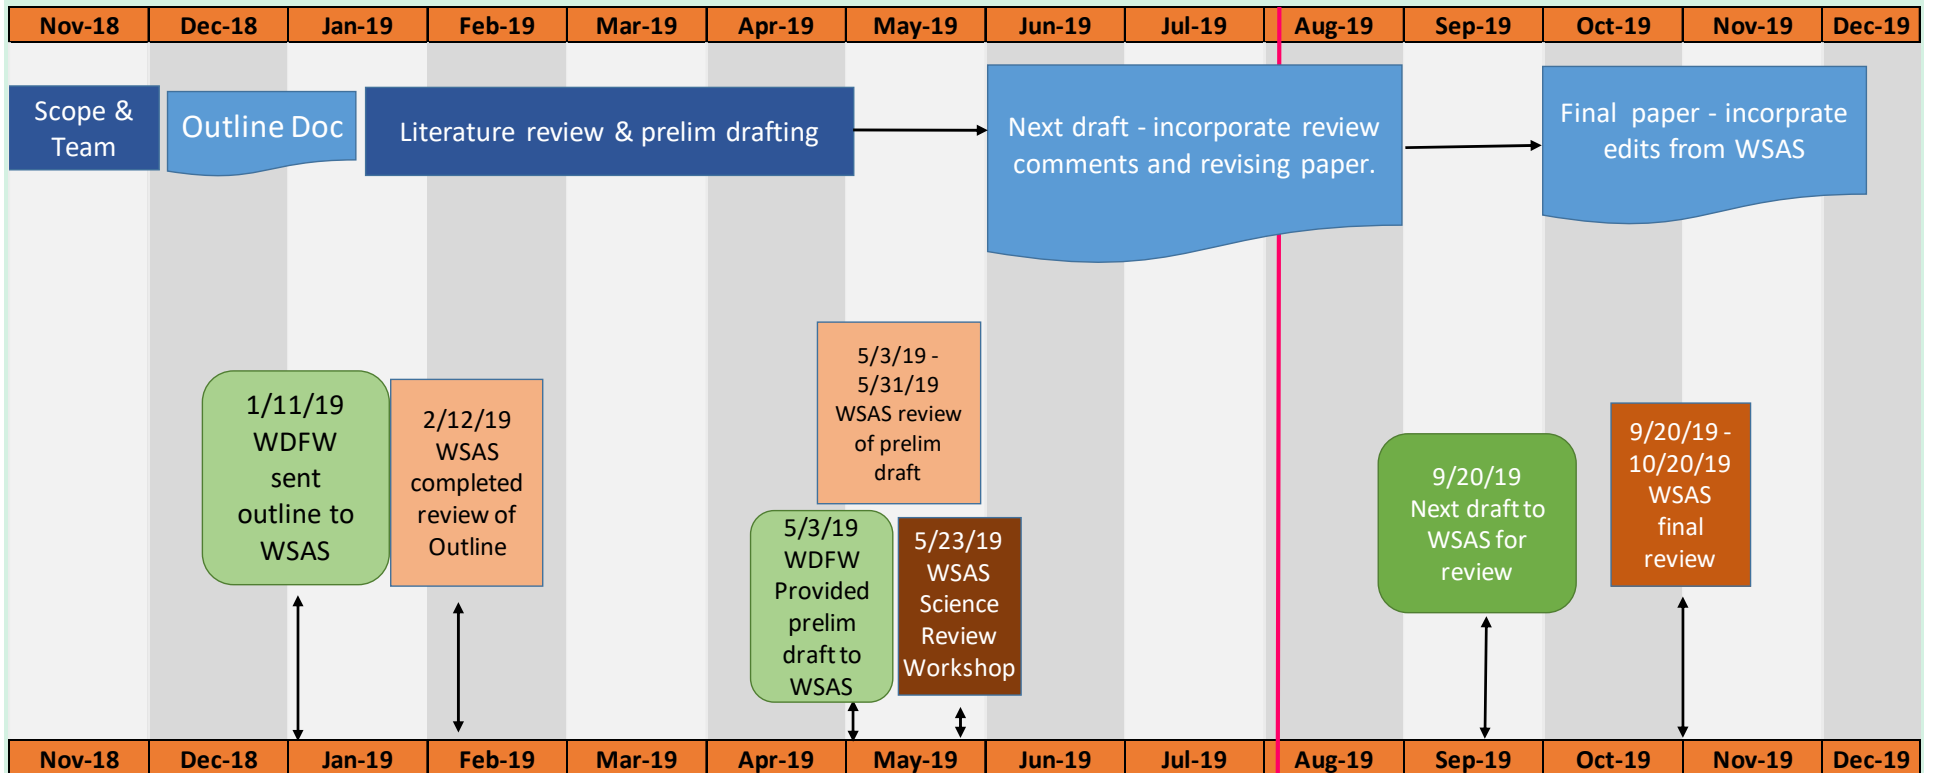 Nov-18 Dec-18 Jan-19 Feb-19 Mar-19 Apr-19 May-19 Jun-19 Jul-19 Aug-19 Sep-19 Oct-19 Nov-19 Dec-19
Scope &
Team
Outline Doc
Literature review & prelim drafting
Next draft - incorporate review
comments and revising paper.
Final paper - incorprate
edits from WSAS
1/11/19
WDFW
sent
outline to
WSAS
2/12/19
WSAS
completed
review of
Outline
5/3/19 -
5/31/19
WSAS review
of prelim
draft
5/3/19
WDFW
Provided
prelim
draft to
WSAS
5/23/19
WSAS
Science
Review
Workshop
9/20/19
Next draft to
WSAS for
review
9/20/19 -
10/20/19
WSAS
final
review
Nov-18 Dec-18 Jan-19 Feb-19 Mar-19 Apr-19 May-19 Jun-19 Jul-19 Aug-19 Sep-19 Oct-19 Nov-19 Dec-19